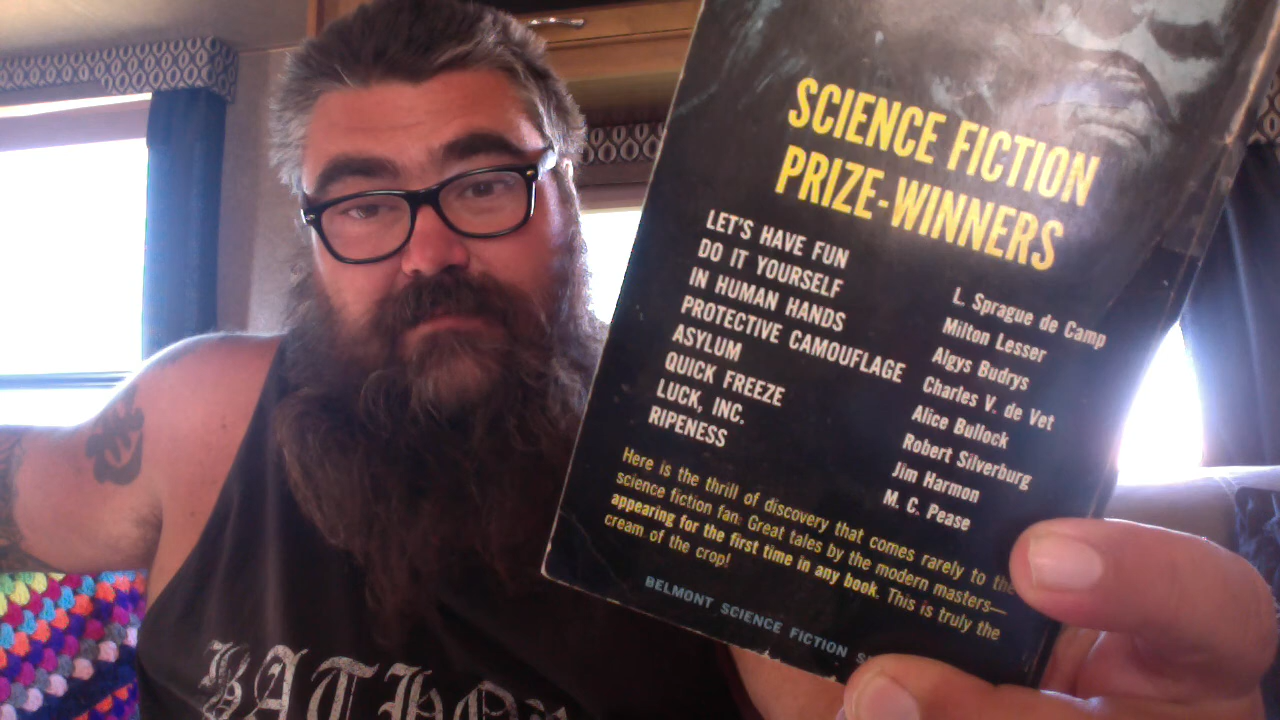 SCIENCE FICTION
PRIZE-WINNERS
LET'S HAVE FUN
DO IT YOURSELF
IN HUMAN HANDS
PROTECTIVE CAMOUFLAGE
ASYLUM
QUICK FREEZE
LUCK, INC.
RIPENESS
L. Sprague de Camp
Milton Lesser
Algys Budrys
Charles V. de Vet
Alice Bullock
Robert Silverburg
Jim Harmon
M. C. Pease
Here is the thrill of discovery that comes rarely to the
science fiction fan: Great tales by the modern masters—
appearing for the first time in any book. This is truly the
cream of the crop!
BELMONT SCIENCE FICTION